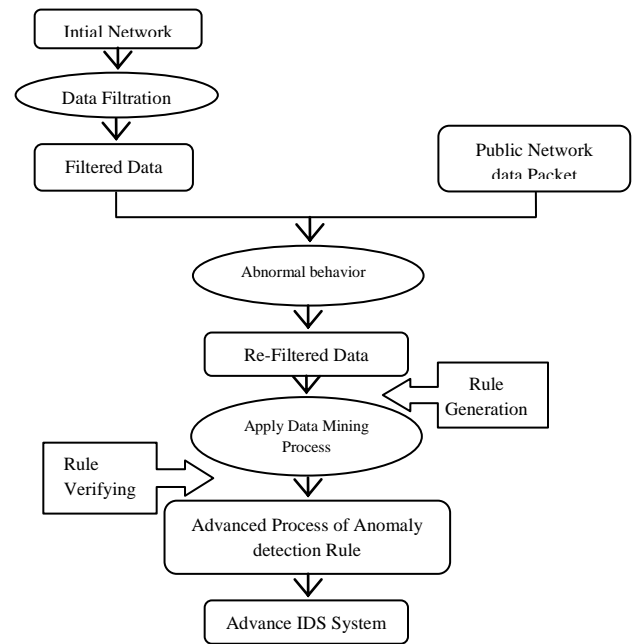 Intial Network
Data Filtration
Filtered Data
Public Network
data Packet
Abnormal behavior
Re-Filtered Data
Rule
Generation
Apply Data Mining
Process
Rule
Verifying
Advanced Process of Anomaly
detection Rule
Advance IDS System